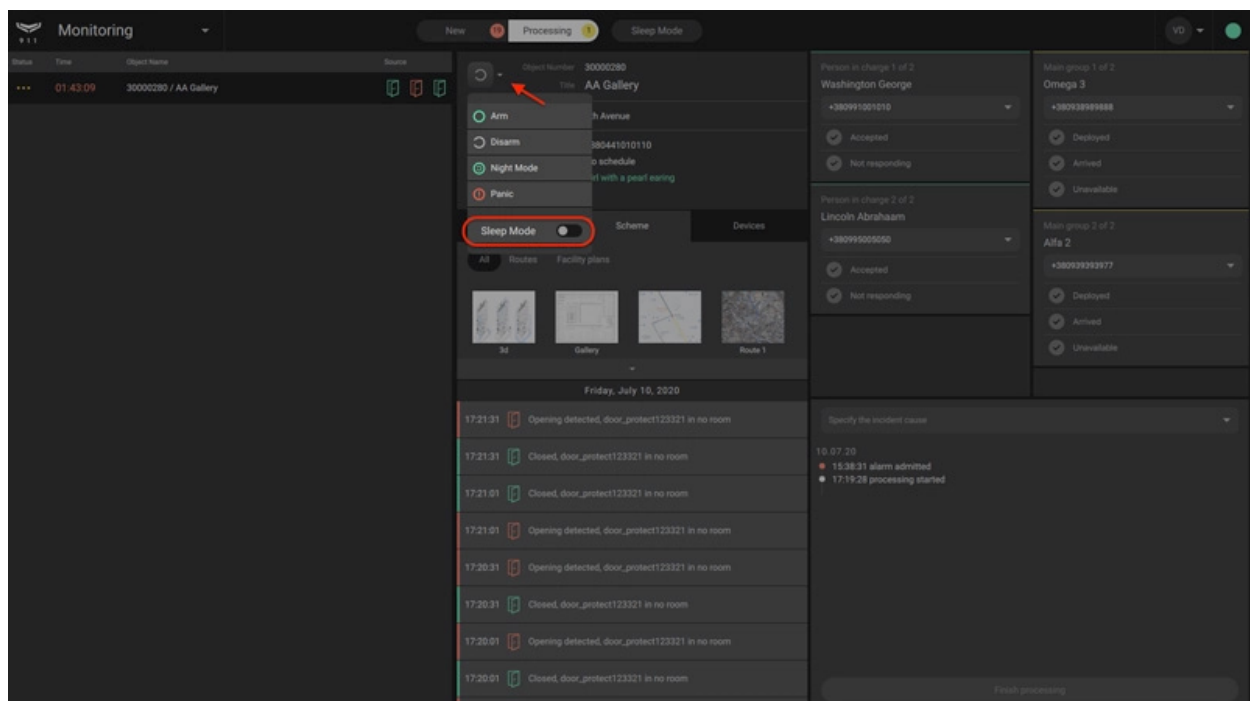 911
Monitoring
New 19
Processing 1
Sleep Mode
VD
Status Time Object Name Source
01:43:09 30000280 / AA Gallery
Object Number 30000280
Title AA Gallery
h Avenue
380441010110
o schedule
irl with a pearl earing
Arm
Disarm
Night Mode
Panic
Sleep Mode
Scheme
Devices
All Routes Facility plans
3d
Gallery
Route 1
Friday, July 10, 2020
17:21:31 Opening detected, door_protect123321 in no room
17:21:31 Closed, door_protect123321 in no room
17:21:01 Closed, door_protect123321 in no room
17:21:01 Opening detected, door_protect123321 in no room
17:20:31 Opening detected, door_protect123321 in no room
17:20:31 Closed, door_protect123321 in no room
17:20:01 Opening detected, door_protect123321 in no room
17:20:01 Closed, door_protect123321 in no room
Person in charge 1 of 2
Washington George
+380991001010
Accepted
Not responding
Person in charge 2 of 2
Lincoln Abrahaam
+380995005050
Accepted
Not responding
Main group 1 of 2
Omega 3
+380938989888
Deployed
Arrived
Unavailable
Main group 2 of 2
Alfa 2
+380939393977
Deployed
Arrived
Unavailable
Specify the incident cause
10.07.20
15:38:31 alarm admitted
17:19:28 processing started
Finish processing